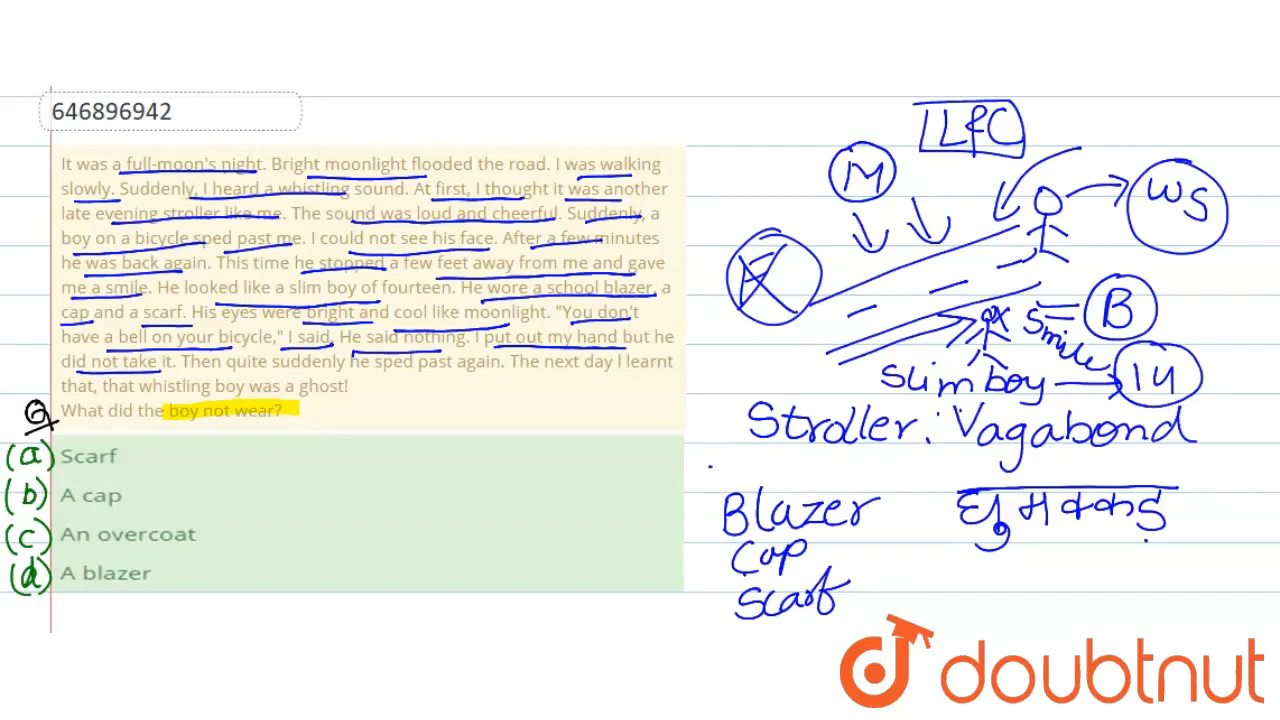 646896942
It was a full-moon's night. Bright moonlight flooded the road. I was walking
slowly. Suddenly, I heard a whistling sound. At first, I thought it was another
late evening stroller like me. The sound was loud and cheerful. Suddenly, a
boy on a bicycle sped past me. I could not see his face. After a few minutes
he was back again. This time he stopped a few feet away from me and gave
me a smile. He looked like a slim boy of fourteen. He wore a school blazer, a
cap and a scarf. His eyes were bright and cool like moonlight. "You don't
have a bell on your bicycle," I said. He said nothing. I put out my hand but he
did not take it. Then quite suddenly he sped past again. The next day I learnt
that, that whistling boy was a ghost!
What did the boy not wear?
Q
(a) Scarf
(b) A cap
(c) An overcoat
(d) A blazer
M
WS
B
Smile
Slim boy → 14
Stroller : Vagabond
घुमक्कड़
Blazer
Cap
Scarf
doubtnut